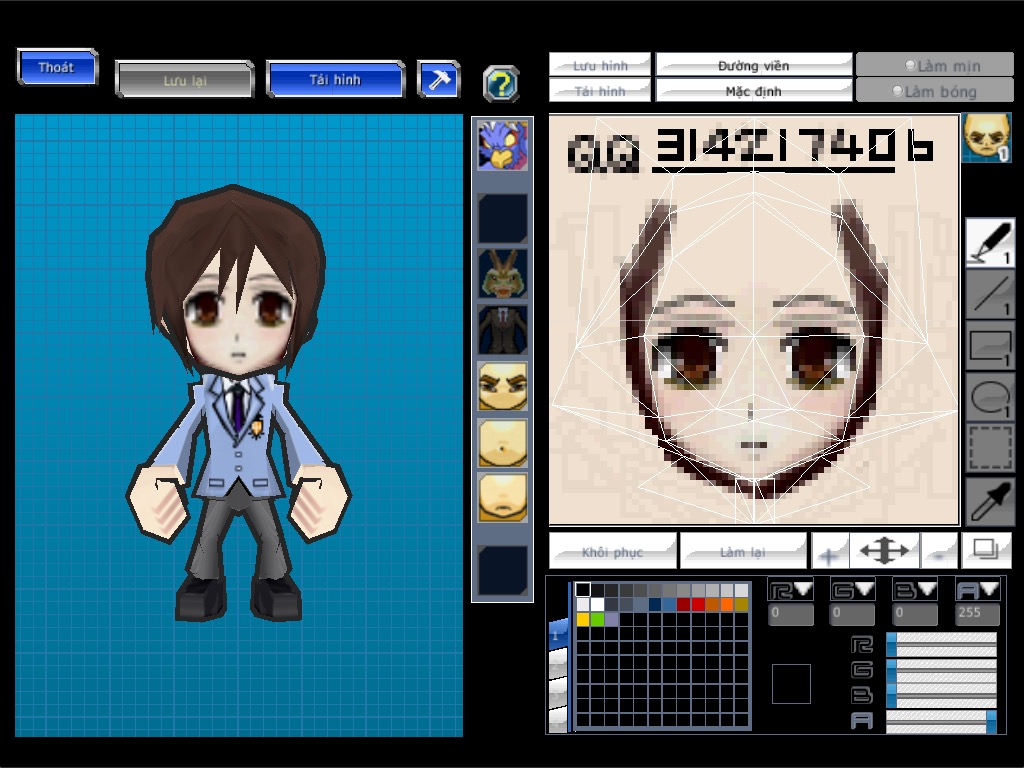 Thoát
Lưu lại
Tải hình
?
Lưu hình
Đường viền
Làm mịn
Tải hình
Mặc định
Làm bóng
QQ 314217406
1
1
1
1
1
Khôi phục
Làm lại
1
R G B A
0 0 0 255
R
G
B
A